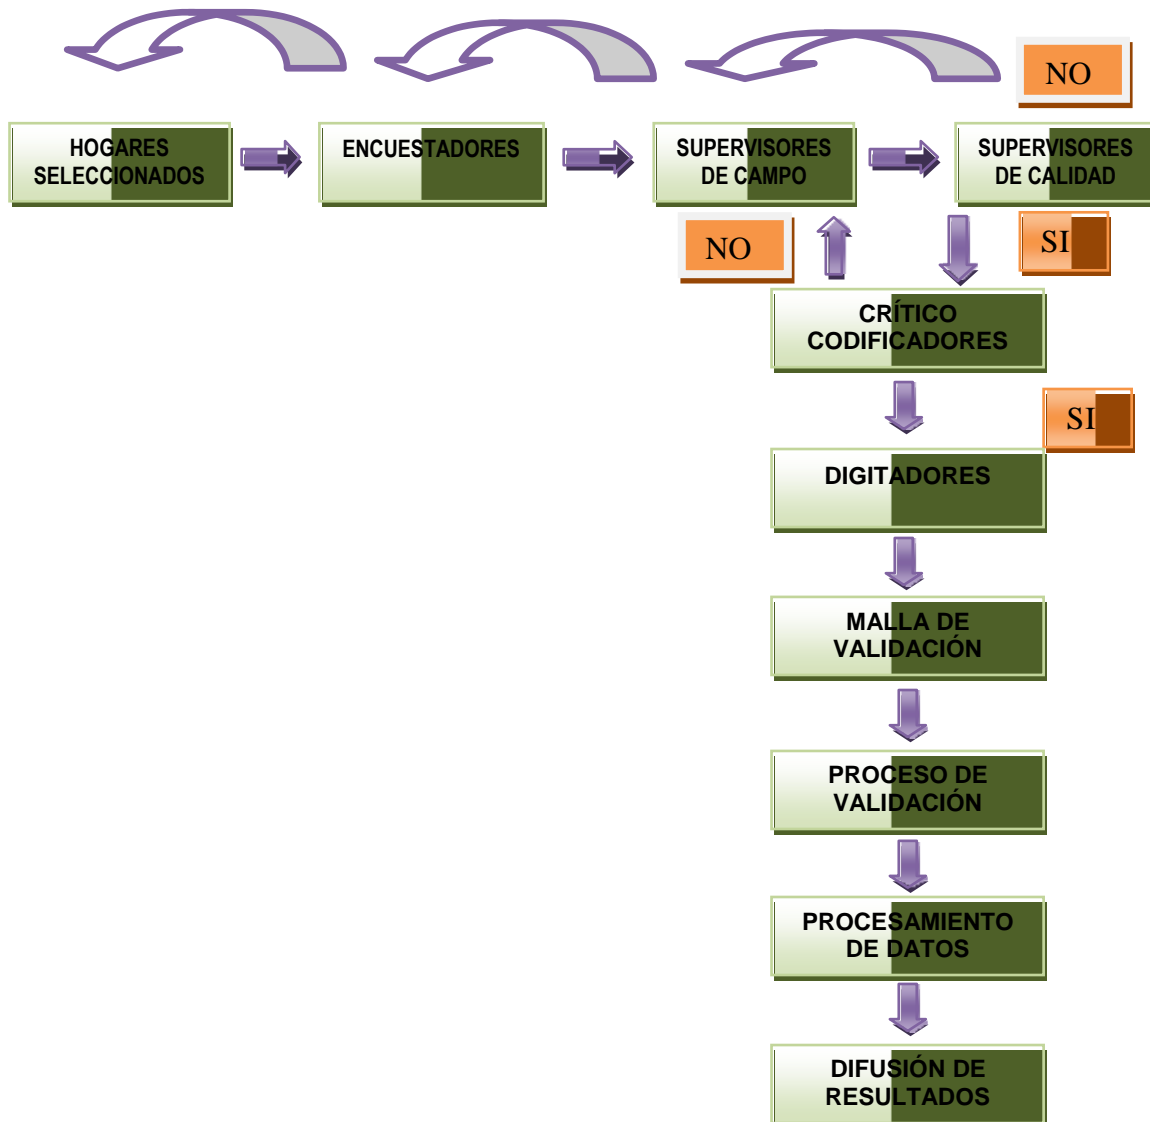 NO
HOGARES
SELECCIONADOS
ENCUESTADORES
SUPERVISORES
DE CAMPO
SUPERVISORES
DE CALIDAD
NO
SI
CRÍTICO
CODIFICADORES
SI
DIGITADORES
MALLA DE
VALIDACIÓN
PROCESO DE
VALIDACIÓN
PROCESAMIENTO
DE DATOS
DIFUSIÓN DE
RESULTADOS